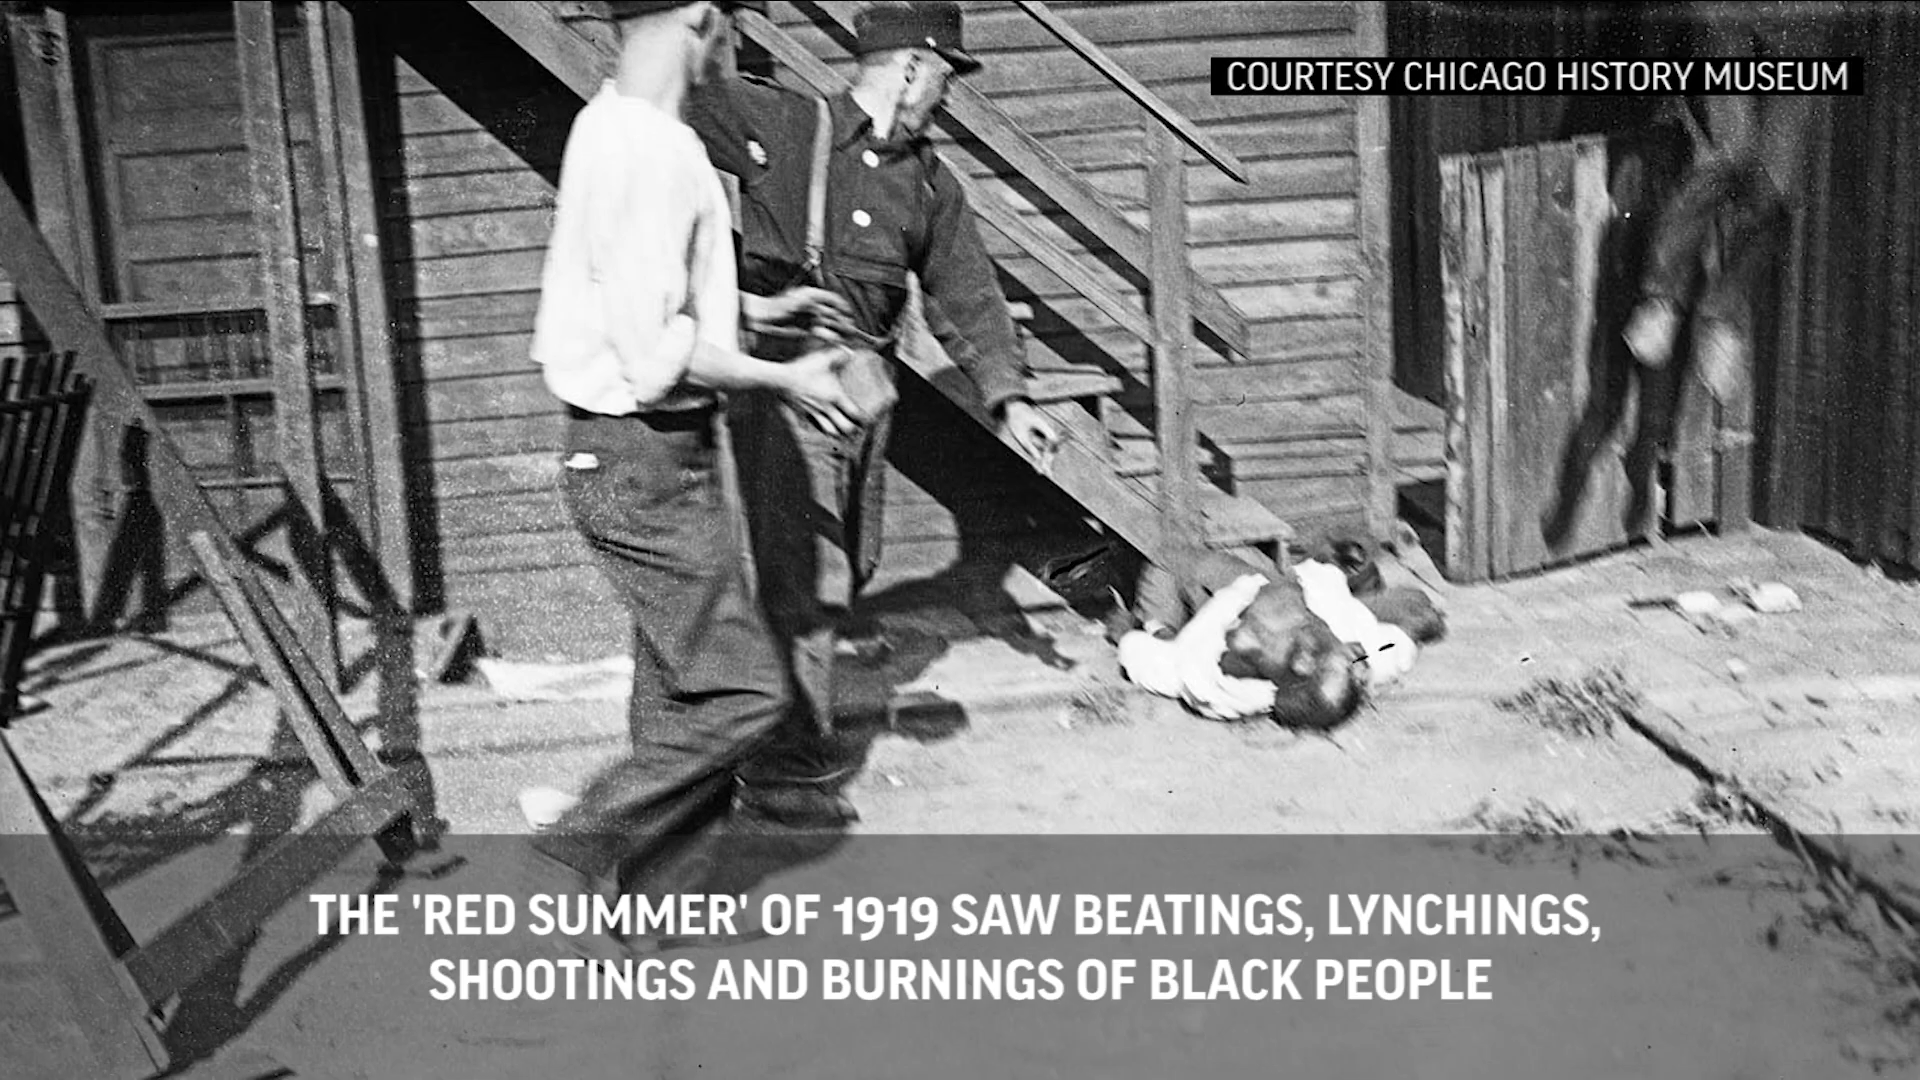 COURTESY CHICAGO HISTORY MUSEUM
THE 'RED SUMMER' OF 1919 SAW BEATINGS, LYNCHINGS,
SHOOTINGS AND BURNINGS OF BLACK PEOPLE